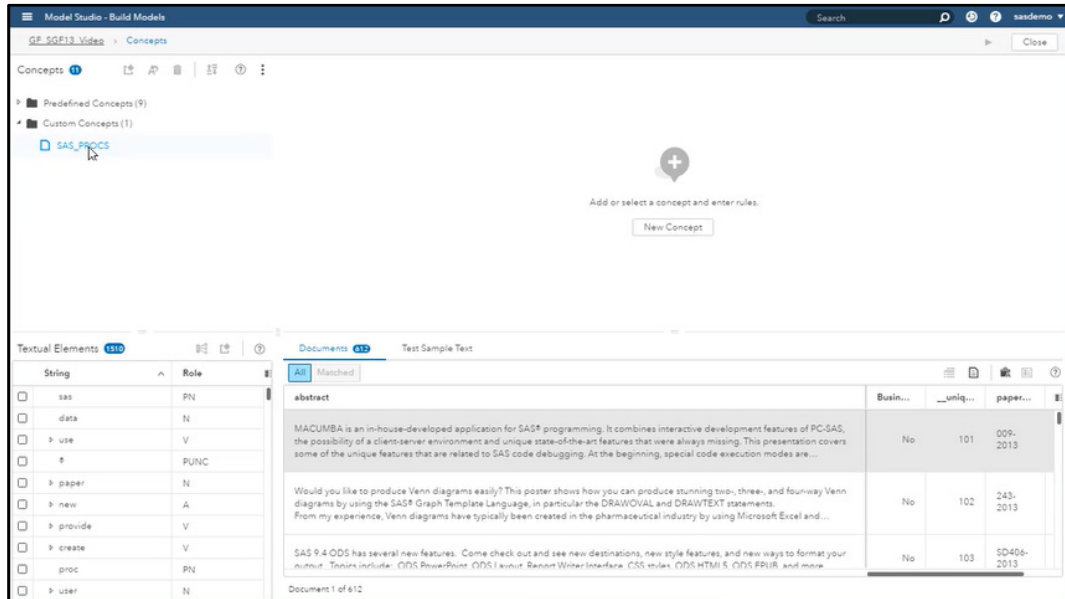 Model Studio - Build Models
Search
sasdemo
GF_SGF13_Video > Concepts
Close
Concepts 11
Predefined Concepts (9)
Custom Concepts (1)
SAS_PROCS
Add or select a concept and enter rules.
New Concept
Textual Elements 1510
String Role
sas PN
data N
use V
® PUNC
paper N
new A
provide V
create V
proc PN
user N
Documents 612 Test Sample Text
All Matched
abstract Busin... __uniq... paper...
MACUMBA is an in-house-developed application for SAS® programming. It combines interactive development features of PC-SAS,
the possibility of a client-server environment and unique state-of-the-art features that were always missing. This presentation covers
some of the unique features that are related to SAS code debugging. At the beginning, special code execution modes are...
No 101 009-
2013
Would you like to produce Venn diagrams easily? This poster shows how you can produce stunning two-, three-, and four-way Venn
diagrams by using the SAS® Graph Template Language, in particular the DRAWOVAL and DRAWTEXT statements.
From my experience, Venn diagrams have typically been created in the pharmaceutical industry by using Microsoft Excel and...
No 102 243-
2013
SAS 9.4 ODS has several new features. Come check out and see new destinations, new style features, and new ways to format your
output. Topics include: ODS PowerPoint, ODS Layout, Report Writer Interface, CSS styles, ODS HTML5, ODS EPUB, and more.
No 103 SD406-
2013
Document 1 of 612